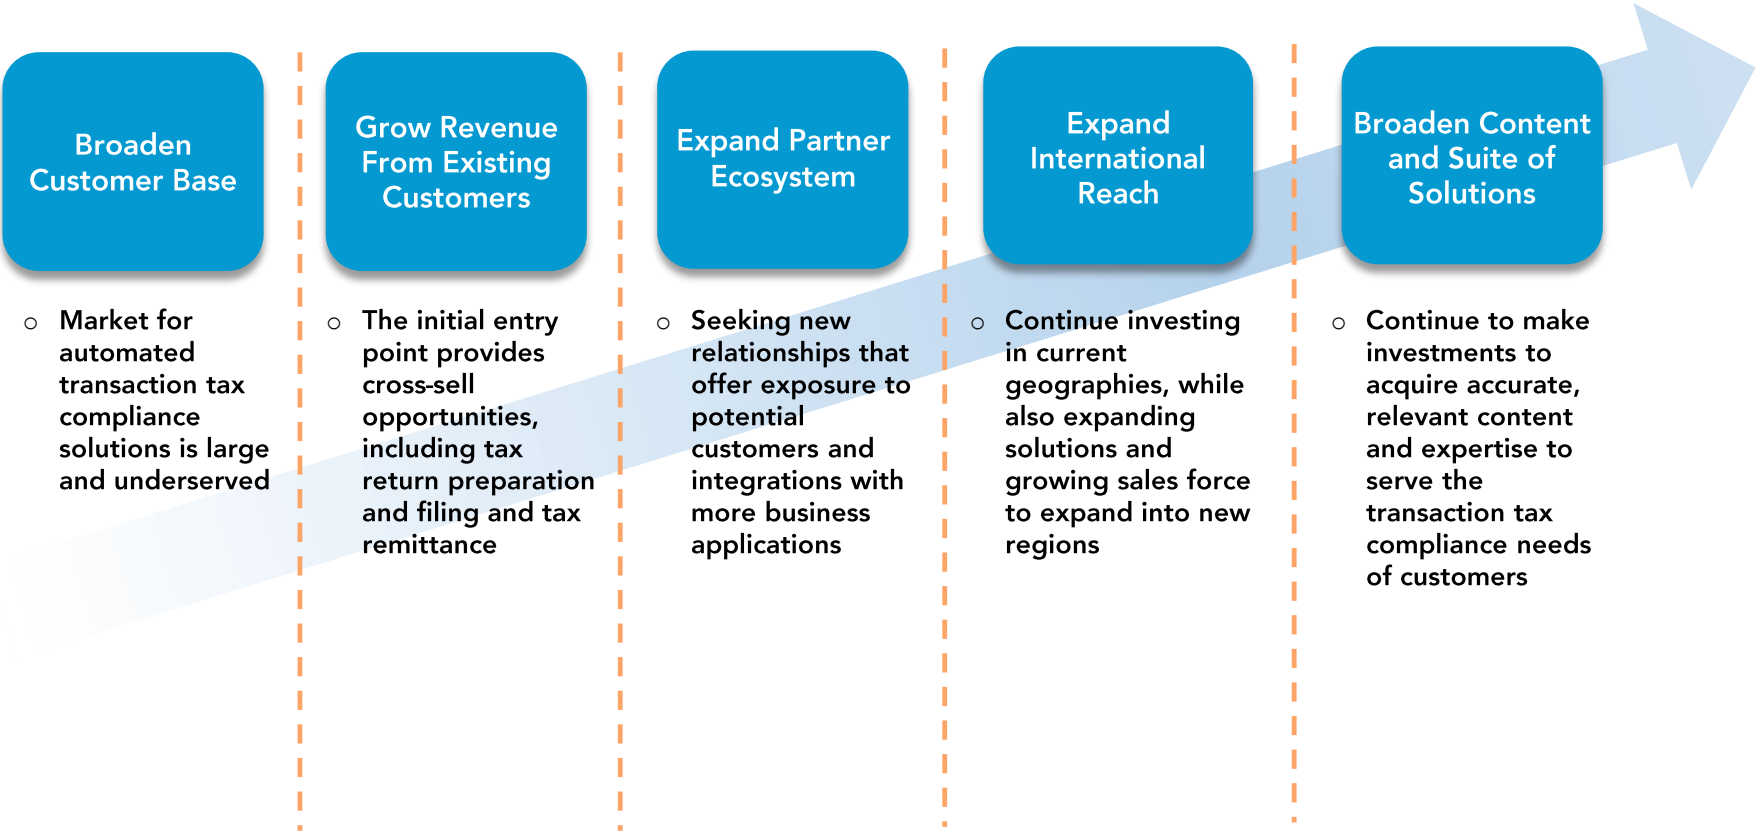 Broaden
Customer Base
Grow Revenue
From Existing
Customers
Expand Partner
Ecosystem
Expand
International
Reach
Broaden Content
and Suite of
Solutions
Market for
automated
transaction tax
compliance
solutions is large
and underserved
The initial entry
point provides
cross-sell
opportunities,
including tax
return preparation
and filing and tax
remittance
Seeking new
relationships that
offer exposure to
potential
customers and
integrations with
more business
applications
Continue investing
in current
geographies, while
also expanding
solutions and
growing sales force
to expand into new
regions
Continue to make
investments to
acquire accurate,
relevant content
and expertise to
serve the
transaction tax
compliance needs
of customers